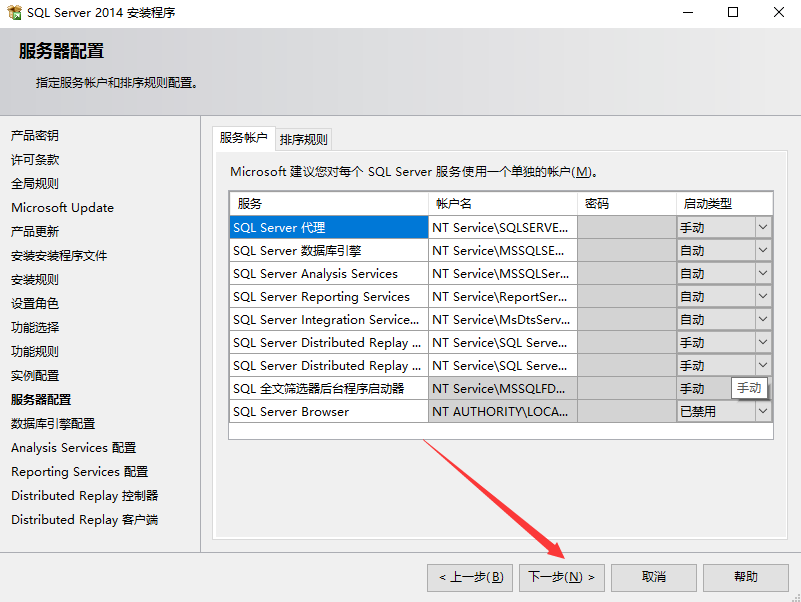 SQL Server 2014 安装程序
服务器配置
指定服务帐户和排序规则配置。
产品密钥
许可条款
全局规则
Microsoft Update
产品更新
安装安装程序文件
安装规则
设置角色
功能选择
功能规则
实例配置
服务器配置
数据库引擎配置
Analysis Services 配置
Reporting Services 配置
Distributed Replay 控制器
Distributed Replay 客户端
服务帐户 排序规则
Microsoft 建议您对每个 SQL Server 服务使用一个单独的帐户(M)。
服务 帐户名 密码 启动类型
SQL Server 代理 NT Service\SQLSERVE... 手动
SQL Server 数据库引擎 NT Service\MSSQLSE... 自动
SQL Server Analysis Services NT Service\MSSQLSer... 自动
SQL Server Reporting Services NT Service\ReportSer... 自动
SQL Server Integration Service... NT Service\MsDtsServ... 自动
SQL Server Distributed Replay ... NT Service\SQL Serve... 手动
SQL Server Distributed Replay ... NT Service\SQL Serve... 手动
SQL 全文筛选器后台程序启动器 NT Service\MSSQLFD... 手动 手动
SQL Server Browser NT AUTHORITY\LOCA... 已禁用
< 上一步(B) 下一步(N) > 取消 帮助